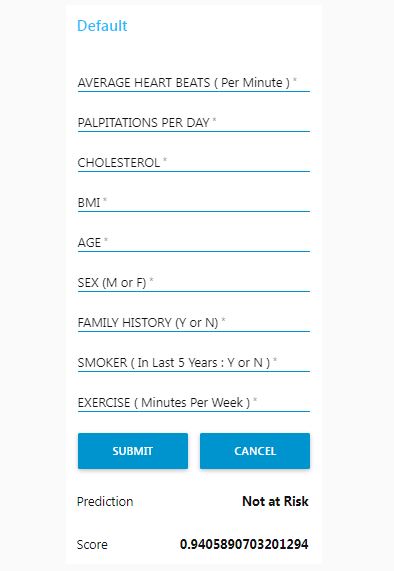 Default
AVERAGE HEART BEATS ( Per Minute ) *
PALPITATIONS PER DAY *
CHOLESTEROL *
BMI *
AGE *
SEX (M or F) *
FAMILY HISTORY (Y or N) *
SMOKER ( In Last 5 Years : Y or N ) *
EXERCISE ( Minutes Per Week ) *
SUBMIT CANCEL
Prediction Not at Risk
Score 0.9405890703201294